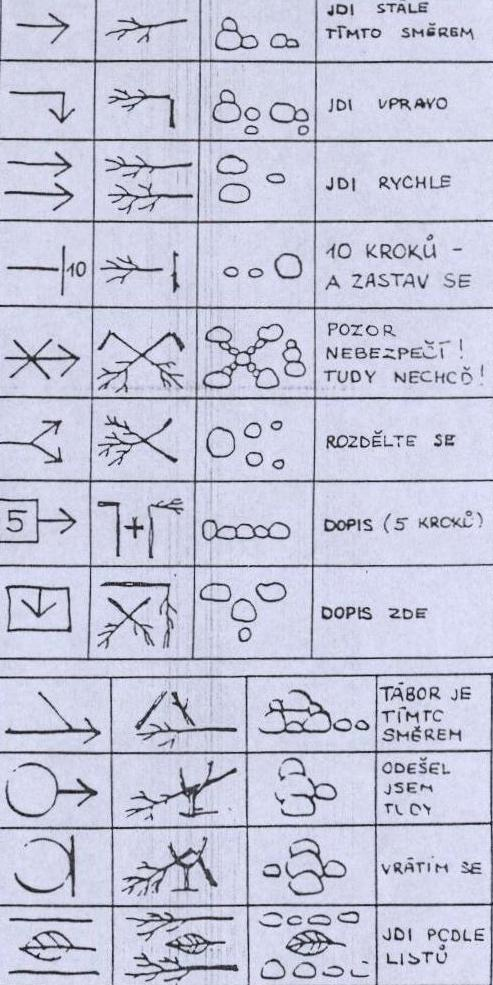 JDI STÁLE
TÍMTO SMĚREM
JDI VPRAVO
JDI RYCHLE
10
10 KROKŮ -
A ZASTAV SE
POZOR
NEBEZPEČÍ!
TUDY NECHOĎ!
ROZDĚLTE SE
5
DOPIS (5 KROKŮ)
DOPIS ZDE
TÁBOR JE
TÍMTO
SMĚREM
ODEŠEL
JSEM
TUDY
VRÁTÍM SE
JDI PODLE
LISTŮ